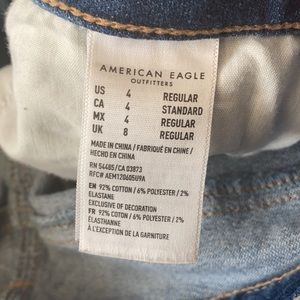 AMERICAN EAGLE
OUTFITTERS
US 4 REGULAR
CA 4 STANDARD
MX 4 REGULAR
UK 8 REGULAR
MADE IN CHINA / FABRIQUÉ EN CHINE /
HECHO EN CHINA
RN 54485/CA 03873
RFC# AEM120605U9A
EN 92% COTTON / 6% POLYESTER / 2%
ELASTANE
EXCLUSIVE OF DECORATION
FR 92% COTON / 6% POLYESTER / 2%
ELASTHANNE
À L'EXCEPTION DE LA GARNITURE